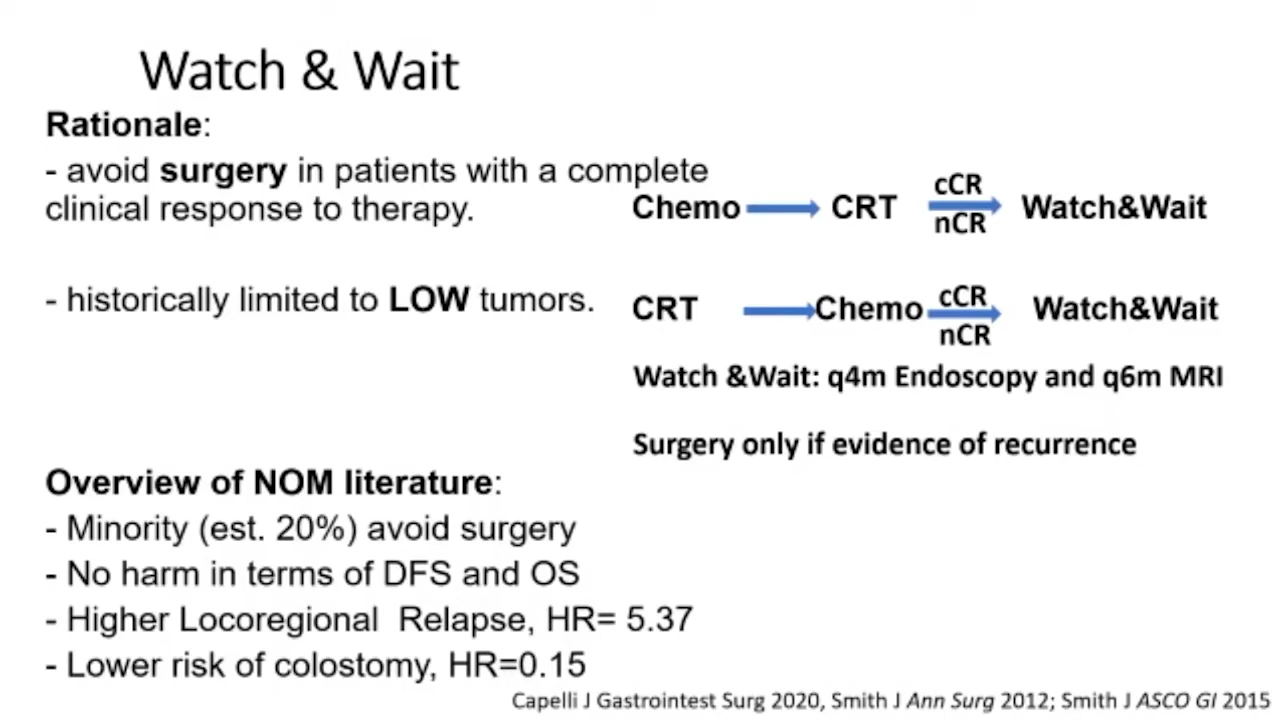 Watch & Wait
Rationale:
- avoid surgery in patients with a complete
clinical response to therapy.
- historically limited to LOW tumors.
Chemo CRT cCR nCR Watch&Wait
CRT Chemo cCR nCR Watch&Wait
Watch &Wait: q4m Endoscopy and q6m MRI
Surgery only if evidence of recurrence
Overview of NOM literature:
- Minority (est. 20%) avoid surgery
- No harm in terms of DFS and OS
- Higher Locoregional Relapse, HR= 5.37
- Lower risk of colostomy, HR=0.15
Capelli J Gastrointest Surg 2020, Smith J Ann Surg 2012; Smith J ASCO GI 2015